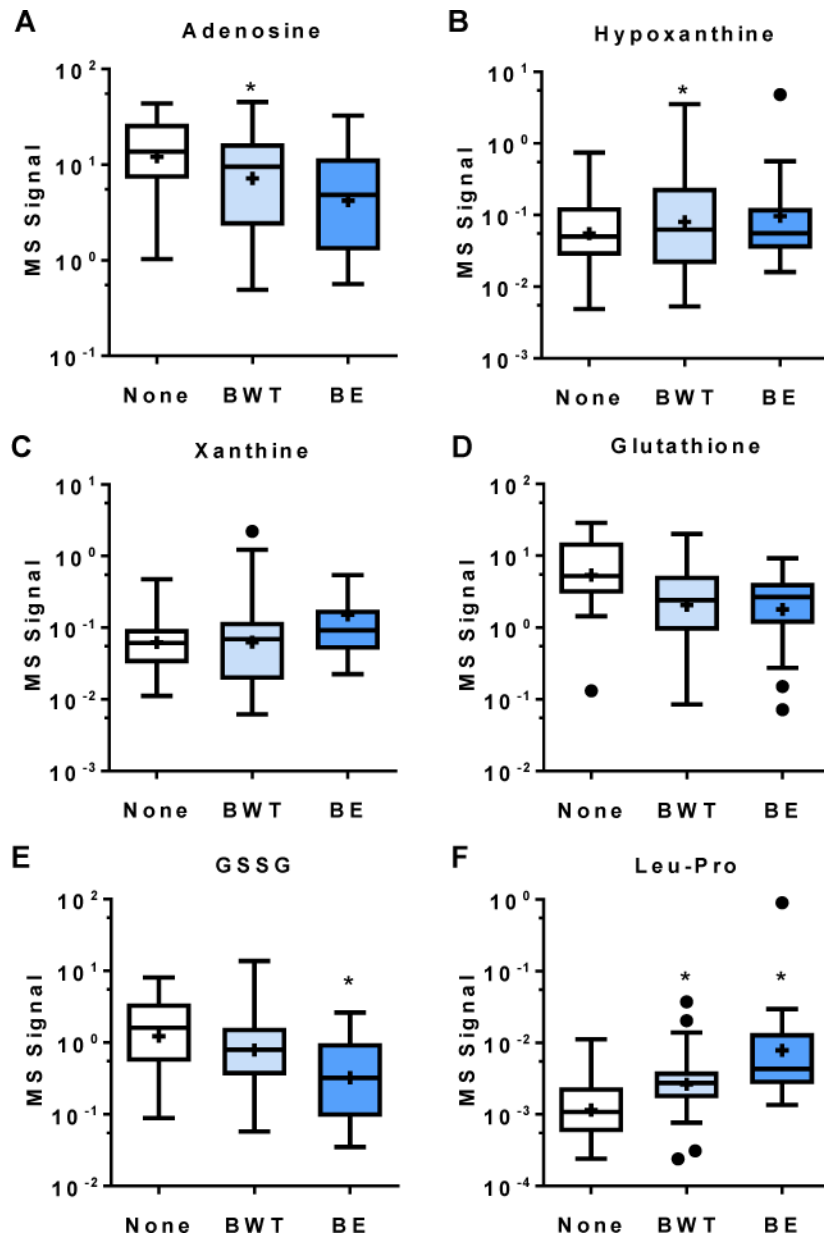 A
Adenosine
MS Signal
10^2
*
10^1
10^0
10^-1
None BWT BE
B
Hypoxanthine
MS Signal
10^1
*
10^0
10^-1
10^-2
10^-3
None BWT BE
C
Xanthine
MS Signal
10^1
10^0
10^-1
10^-2
10^-3
None BWT BE
D
Glutathione
MS Signal
10^2
10^1
10^0
10^-1
10^-2
None BWT BE
E
GSSG
MS Signal
10^2
10^1
*
10^0
10^-1
10^-2
None BWT BE
F
Leu-Pro
MS Signal
10^0
10^-1
* *
10^-2
10^-3
10^-4
None BWT BE